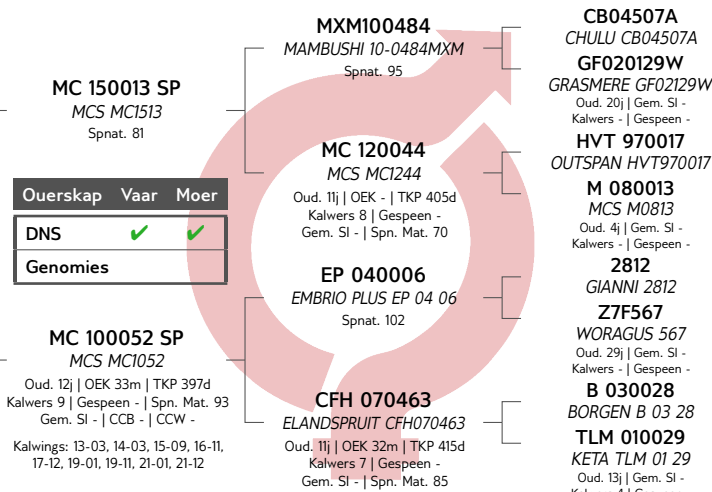 MC 150013 SP
MCS MC1513
Spnat. 81
Ouerskap Vaar Moer
DNS ✔ ✔
Genomies
MC 100052 SP
MCS MC1052
Oud. 12j | OEK 33m | TKP 397d
Kalwers 9 | Gespeen - | Spn. Mat. 93
Gem. SI - | CCB - | CCW -
Kalwings: 13-03, 14-03, 15-09, 16-11,
17-12, 19-01, 19-11, 21-01, 21-12
MXM100484
MAMBUSHI 10-0484MXM
Spnat. 95
MC 120044
MCS MC1244
Oud. 11j | OEK - | TKP 405d
Kalwers 8 | Gespeen -
Gem. SI - | Spn. Mat. 70
EP 040006
EMBRIO PLUS EP 04 06
Spnat. 102
CFH 070463
ELANDSPRUIT CFH070463
Oud. 11j | OEK 32m | TKP 415d
Kalwers 7 | Gespeen -
Gem. SI - | Spn. Mat. 85
CB04507A
CHULU CB04507A
GF020129W
GRASMERE GF02129W
Oud. 20j | Gem. SI -
Kalwers - | Gespeen -
HVT 970017
OUTSPAN HVT970017
M 080013
MCS M0813
Oud. 4j | Gem. SI -
Kalwers - | Gespeen -
2812
GIANNI 2812
Z7F567
WORAGUS 567
Oud. 29j | Gem. SI -
Kalwers - | Gespeen -
B 030028
BORGEN B 03 28
TLM 010029
KETA TLM 01 29
Oud. 13j | Gem. SI -